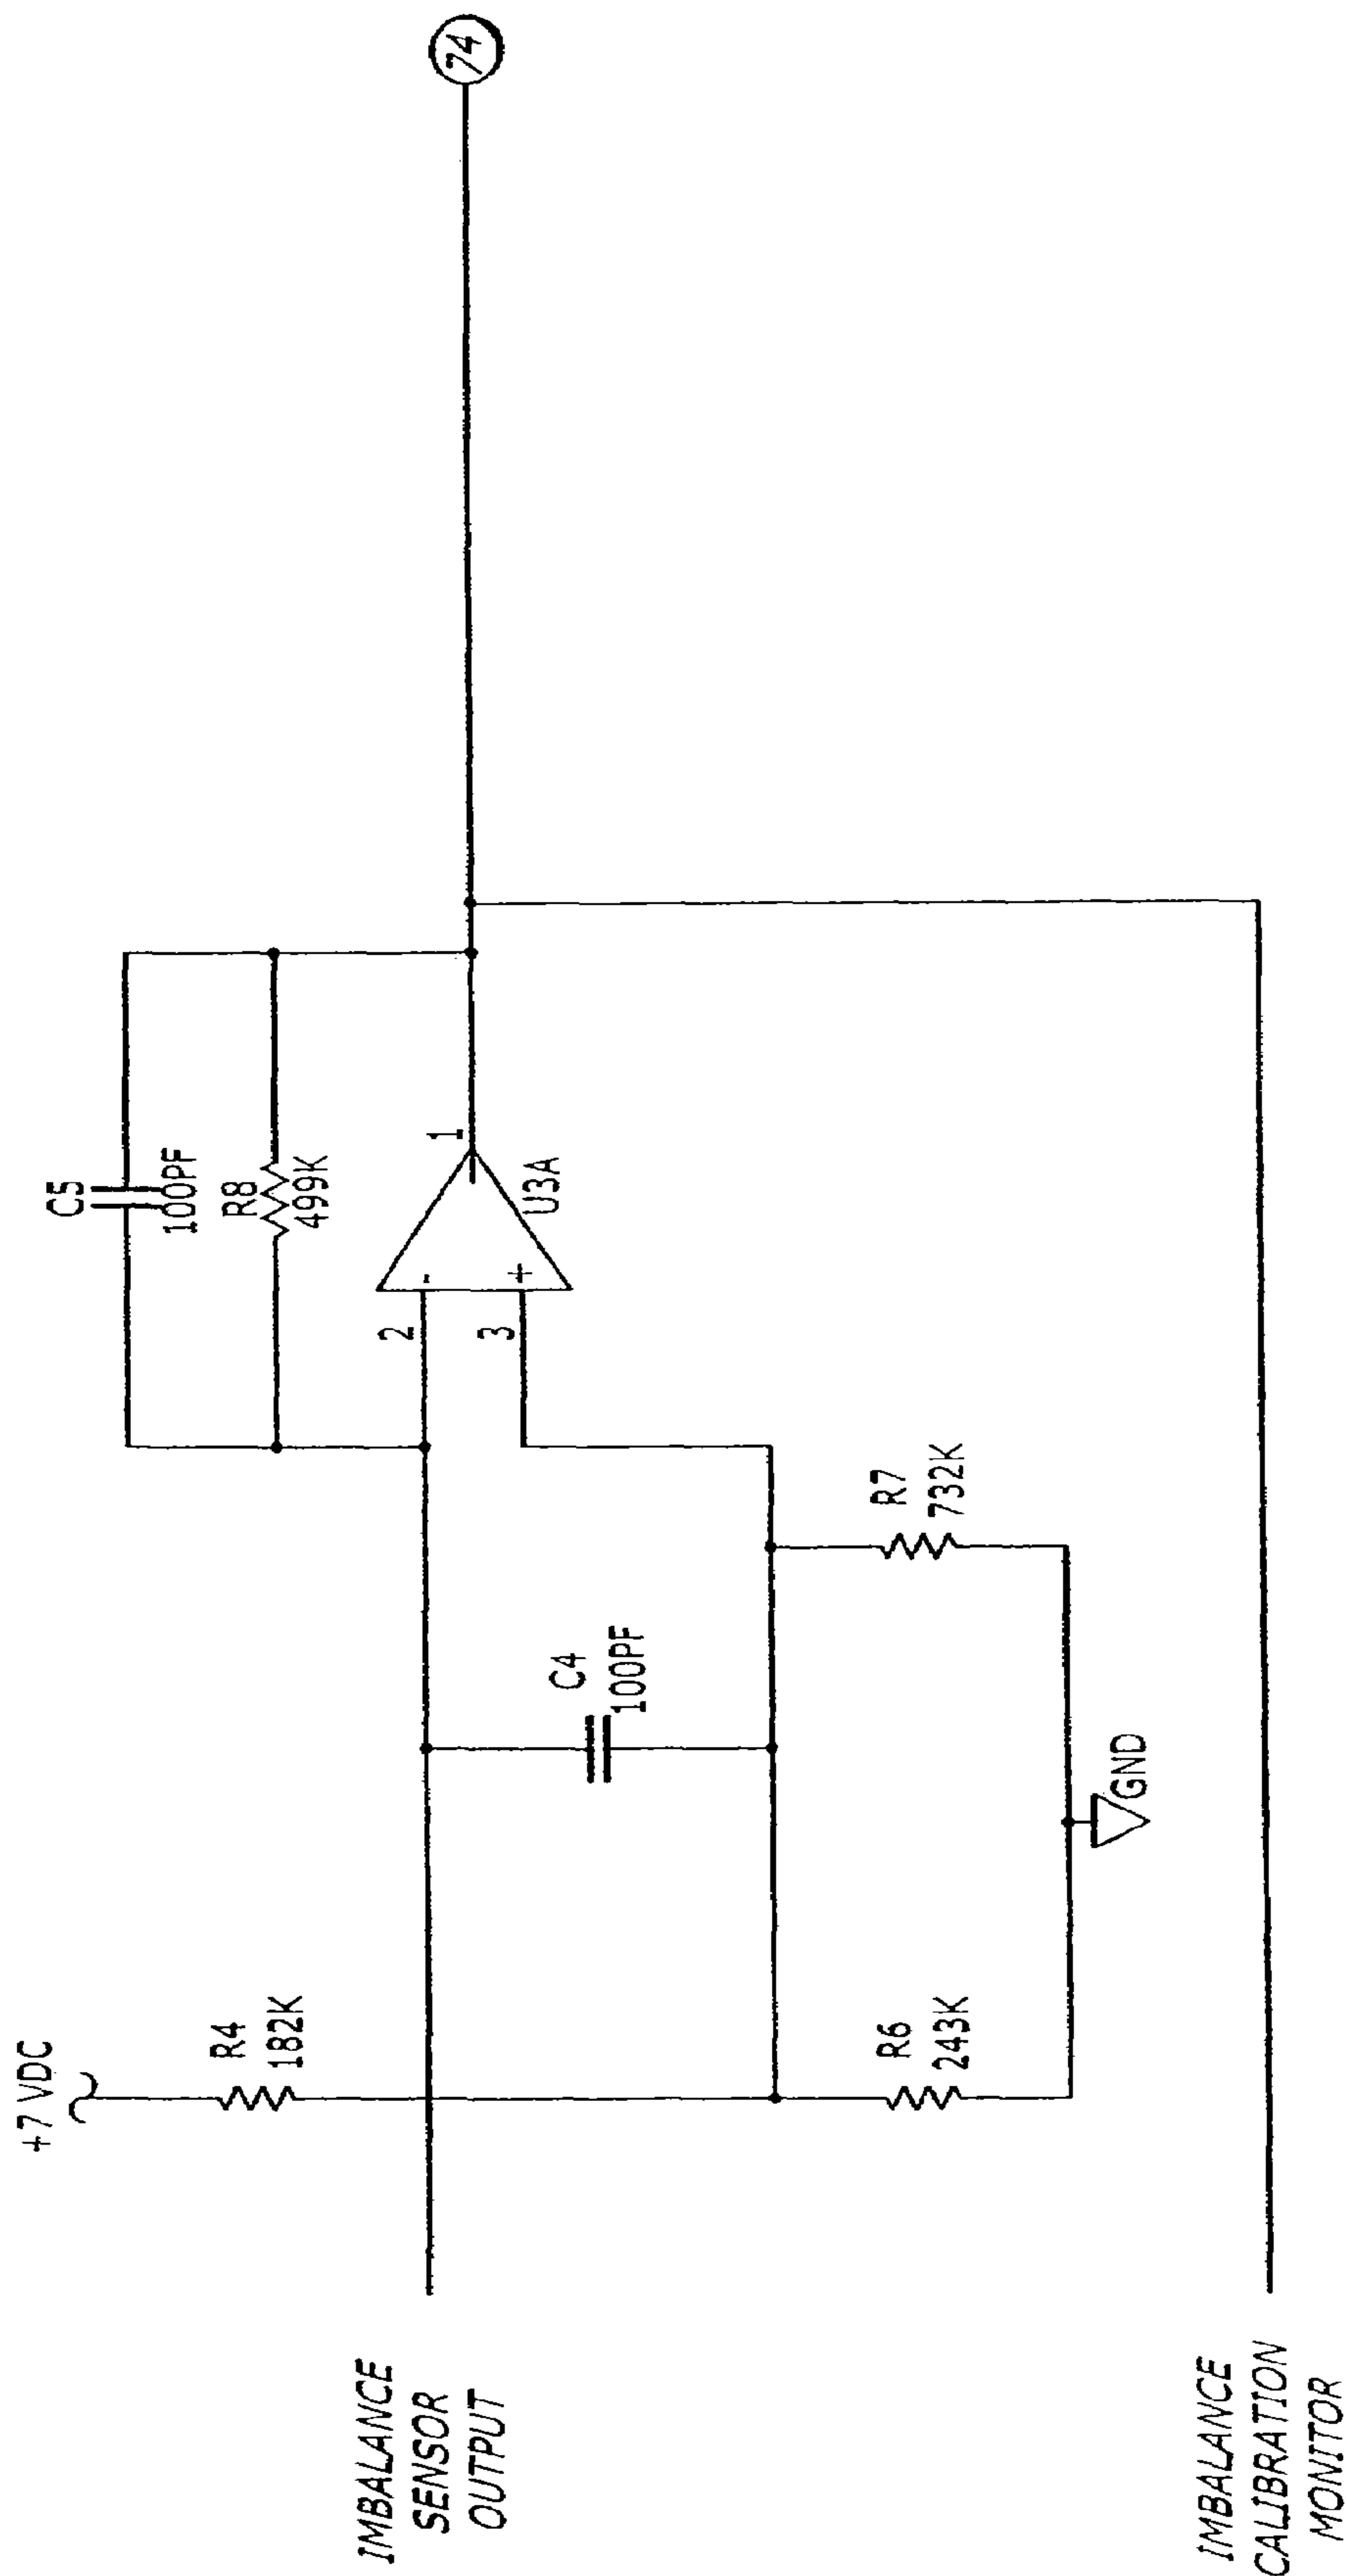 +7 VDC
R4
182K
C5
100PF
R8
499K
IMBALANCE
SENSOR
OUTPUT
2
-
1
74
3
+
U3A
C4
100PF
R6
243K
R7
732K
GND
IMBALANCE
CALIBRATION
MONITOR